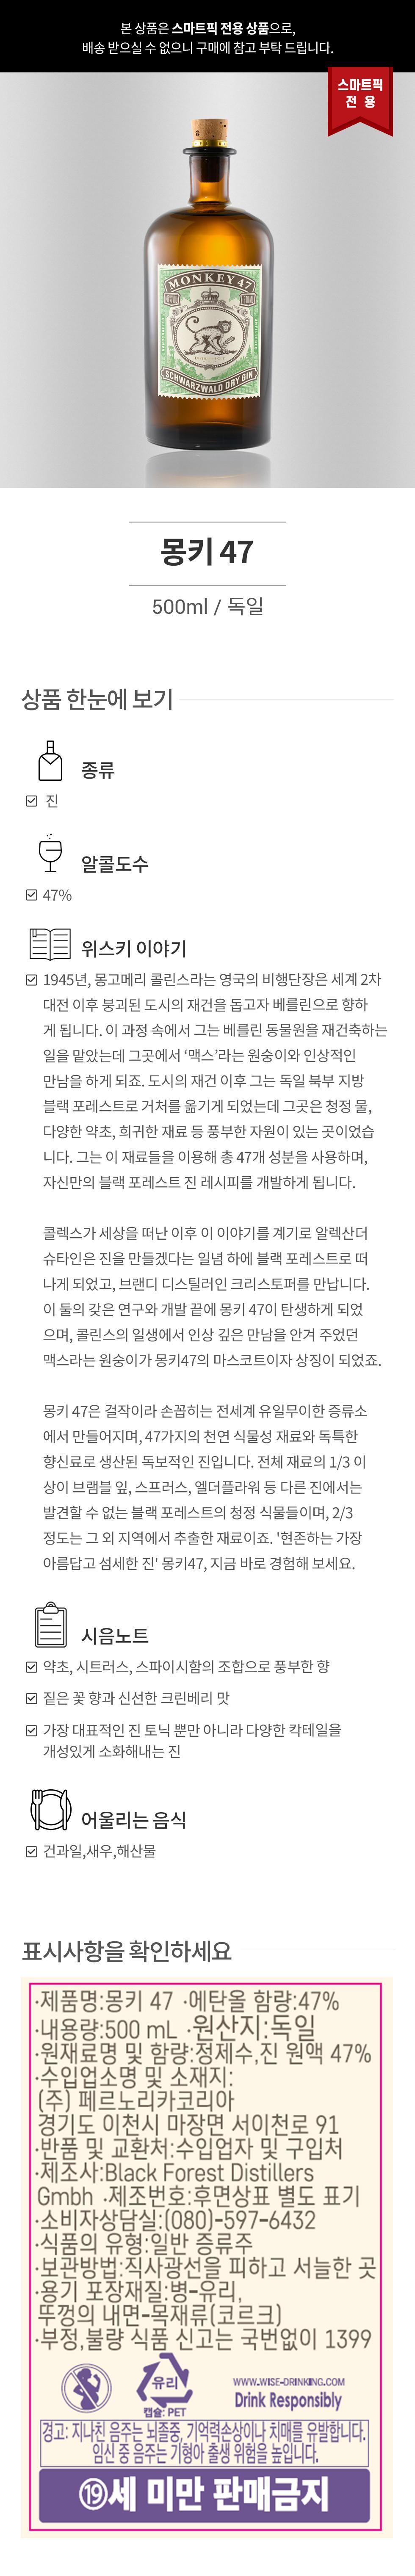 본 상품은 스마트픽 전용 상품으로,
배송 받으실 수 없으니 구매에 참고 부탁 드립니다.
스마트픽
전 용
MONKEY 47
SCHWARZWALD DRY GIN
몽키 47
500ml / 독일
상품 한눈에 보기
종류
진
알콜도수
47%
위스키 이야기
1945년, 몽고메리 콜린스라는 영국의 비행단장은 세계 2차
대전 이후 붕괴된 도시의 재건을 돕고자 베를린으로 향하
게 됩니다. 이 과정 속에서 그는 베를린 동물원을 재건축하는
일을 맡았는데 그곳에서 ‘맥스’라는 원숭이와 인상적인
만남을 하게 되죠. 도시의 재건 이후 그는 독일 북부 지방
블랙 포레스트로 거처를 옮기게 되었는데 그곳은 청정 물,
다양한 약초, 희귀한 재료 등 풍부한 자원이 있는 곳이었습
니다. 그는 이 재료들을 이용해 총 47개 성분을 사용하며,
자신만의 블랙 포레스트 진 레시피를 개발하게 됩니다.
콜렉스가 세상을 떠난 이후 이 이야기를 계기로 알렉산더
슈타인은 진을 만들겠다는 일념 하에 블랙 포레스트로 떠
나게 되었고, 브랜디 디스틸러인 크리스토퍼를 만납니다.
이 둘의 갖은 연구와 개발 끝에 몽키 47이 탄생하게 되었
으며, 콜린스의 일생에서 인상 깊은 만남을 안겨 주었던
맥스라는 원숭이가 몽키47의 마스코트이자 상징이 되었죠.
몽키 47은 걸작이라 손꼽히는 전세계 유일무이한 증류소
에서 만들어지며, 47가지의 천연 식물성 재료와 독특한
향신료로 생산된 독보적인 진입니다. 전체 재료의 1/3 이
상이 브램블 잎, 스프러스, 엘더플라워 등 다른 진에서는
발견할 수 없는 블랙 포레스트의 청정 식물들이며, 2/3
정도는 그 외 지역에서 추출한 재료이죠. '현존하는 가장
아름답고 섬세한 진' 몽키47, 지금 바로 경험해 보세요.
시음노트
약초, 시트러스, 스파이시함의 조합으로 풍부한 향
짙은 꽃 향과 신선한 크린베리 맛
가장 대표적인 진 토닉 뿐만 아니라 다양한 칵테일을
개성있게 소화해내는 진
어울리는 음식
건과일,새우,해산물
표시사항을 확인하세요
·제품명:몽키 47 ·에탄올 함량:47%
·내용량:500 mL ·원산지:독일
·원재료명 및 함량:정제수,진 원액 47%
·수입업소명 및 소재지:
(주) 페르노리카코리아
경기도 이천시 마장면 서이천로 91
·반품 및 교환처:수입업자 및 구입처
·제조사:Black Forest Distillers
Gmbh ·제조번호:후면상표 별도 표기
·소비자상담실:(080)-597-6432
·식품의 유형:일반 증류주
·보관방법:직사광선을 피하고 서늘한 곳
·용기 포장재질:병-유리,
뚜껑의 내면-목재류(코르크)
·부정,불량 식품 신고는 국번없이 1399
유리
캡슐: PET
WWW.WISE-DRINKING.COM
Drink Responsibly
경고: 지나친 음주는 뇌졸중, 기억력손상이나 치매를 유발합니다.
임신 중 음주는 기형아 출생 위험을 높입니다.
⑲세 미만 판매금지